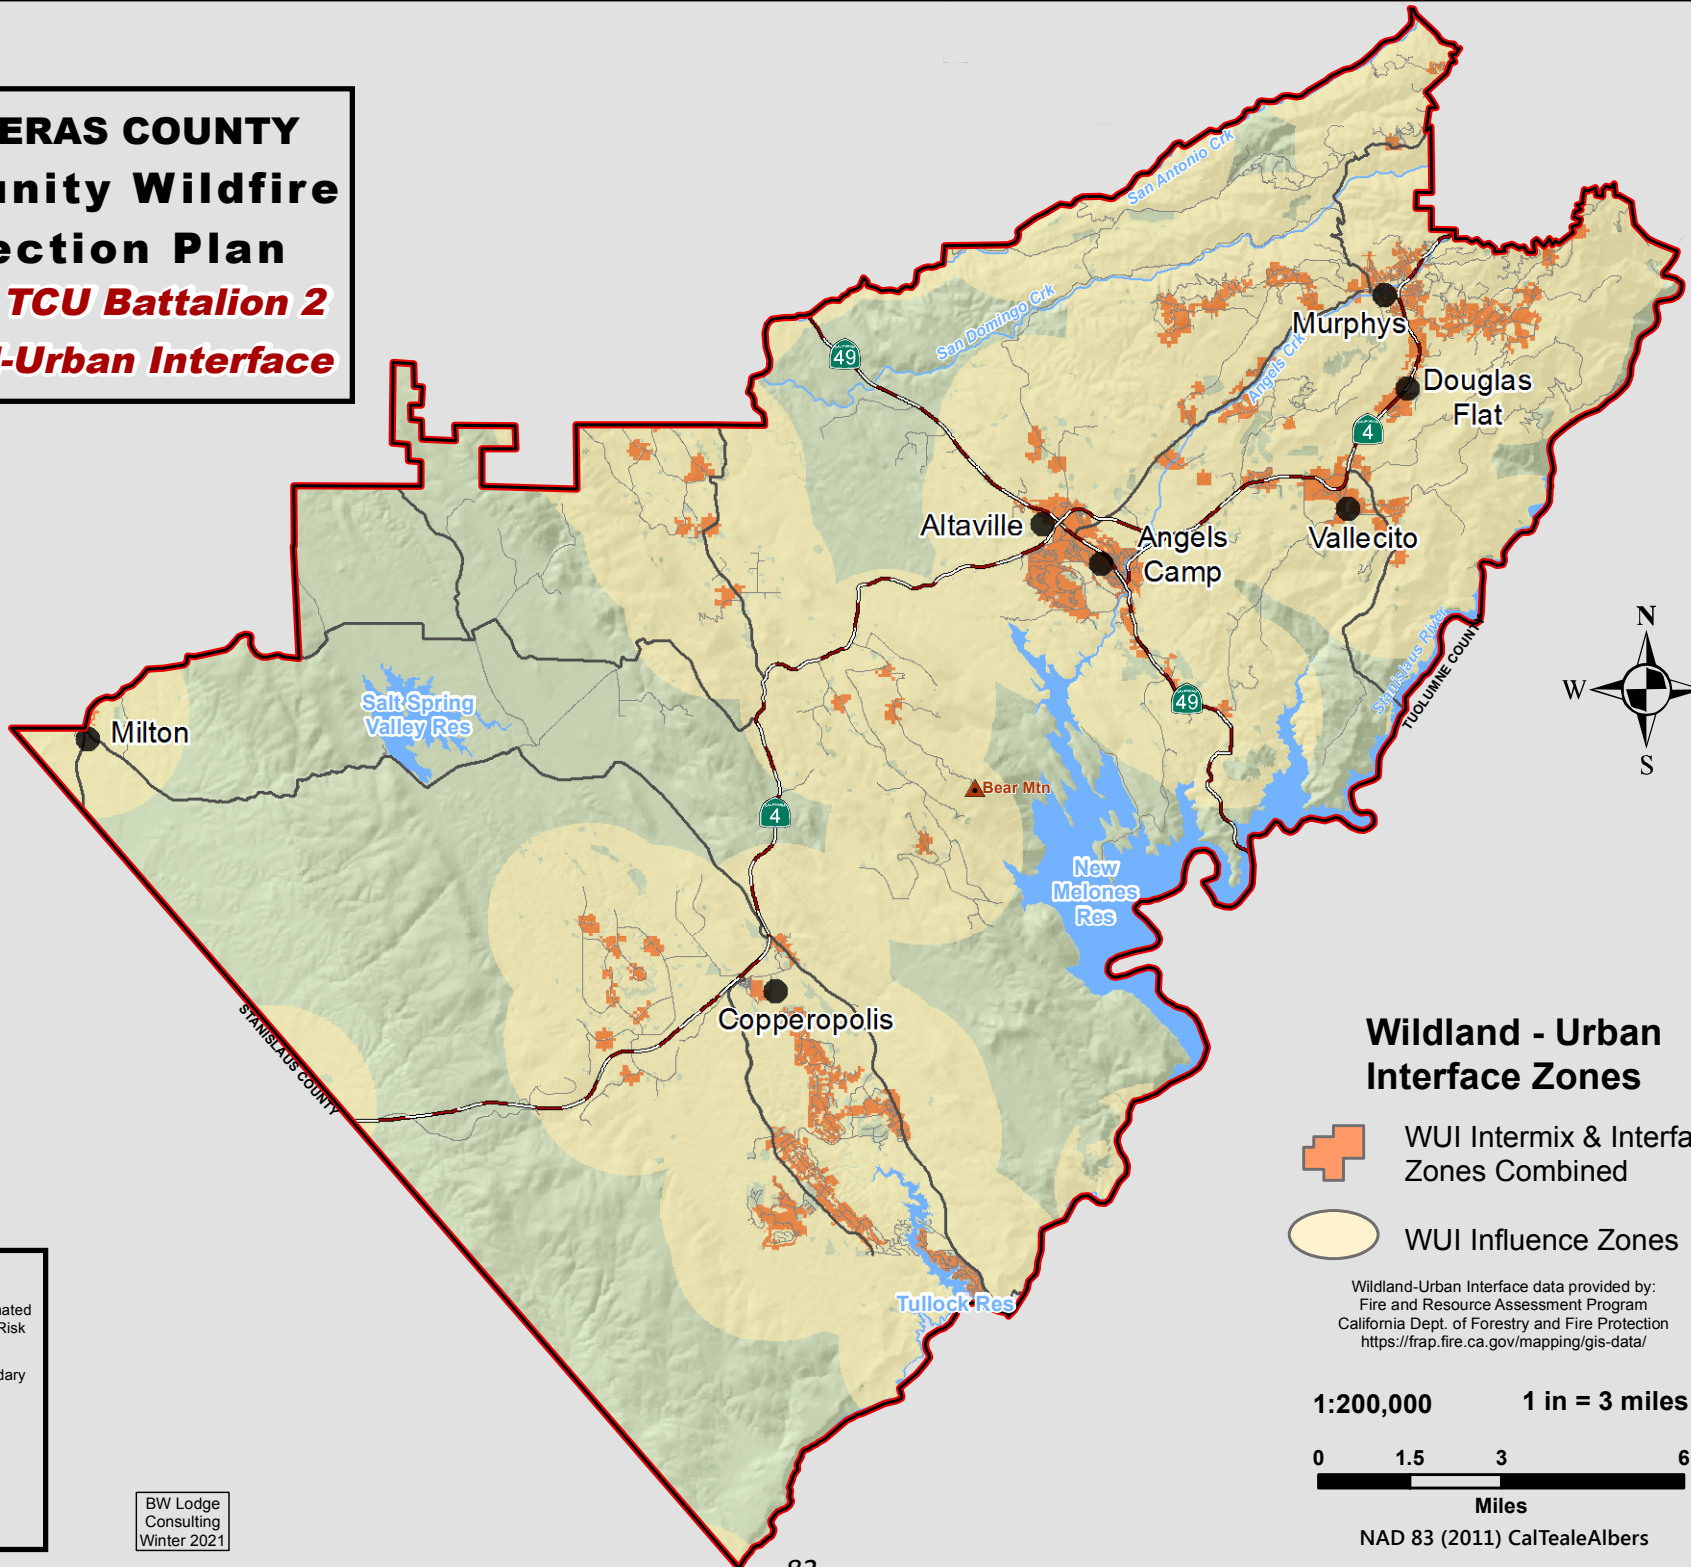 ERAS COUNTY
unity Wildfire
ection Plan
TCU Battalion 2
-Urban Interface
San Antonio Crk
San Domingo Crk
49
Murphys
Angels Crk
Douglas
Flat
4
Altaville
Angels
Camp
Vallecito
Stanislaus River
TUOLUMNE COUNTY
N
W
S
Salt Spring
Valley Res
Milton
49
Bear Mtn
4
New
Melones
Res
Copperopolis
STANISLAUS COUNTY
Tullock Res
Wildland - Urban
Interface Zones
WUI Intermix & Interfa
Zones Combined
WUI Influence Zones
Wildland-Urban Interface data provided by:
Fire and Resource Assessment Program
California Dept. of Forestry and Fire Protection
https://frap.fire.ca.gov/mapping/gis-data/
1:200,000 1 in = 3 miles
0 1.5 3 6
Miles
NAD 83 (2011) CalTealeAlbers
nated
Risk
dary
BW Lodge
Consulting
Winter 2021
82